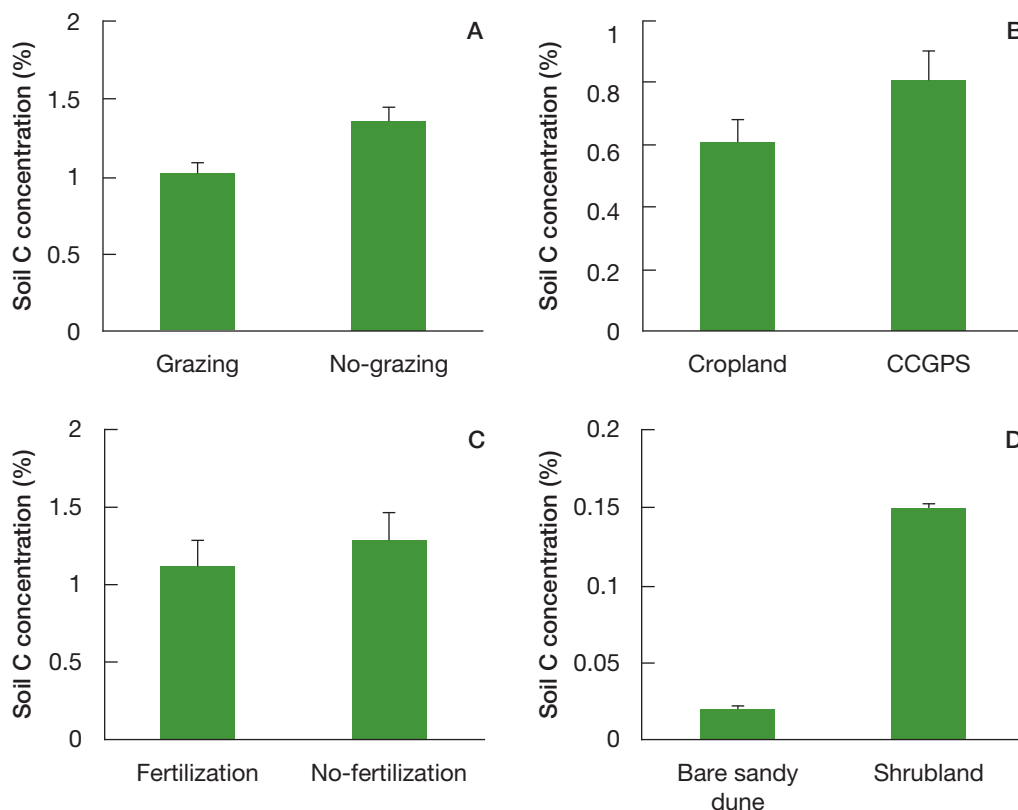 A
Soil C concentration (%)
2
1.5
1
0.5
0
Grazing
No-grazing
B
Soil C concentration (%)
1
0.8
0.6
0.4
0.2
0
Cropland
CCGPS
C
Soil C concentration (%)
2
1.5
1
0.5
0
Fertilization
No-fertilization
D
Soil C concentration (%)
0.2
0.15
0.1
0.05
0
Bare sandy
dune
Shrubland